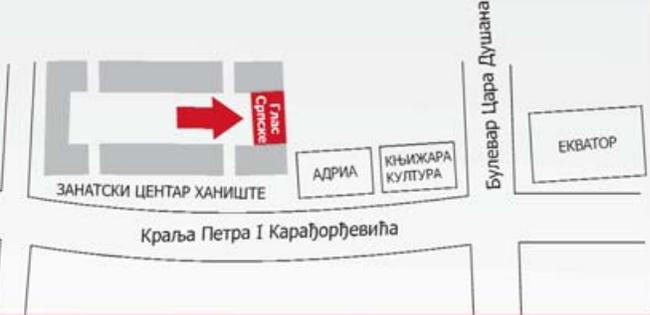 Булевар Цара Душана
Глас
Српске
ЕКВАТОР
АДРИА
КЊИЖАРА
КУЛТУРА
ЗАНАТСКИ ЦЕНТАР ХАНИШТЕ
Краља Петра I Карађорђевића